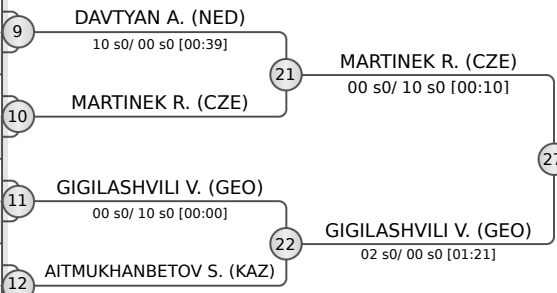 DAVTYAN A. (NED)
9
10 s0/ 00 s0 [00:39]
MARTINEK R. (CZE)
21
00 s0/ 10 s0 [00:10]
MARTINEK R. (CZE)
10
27
GIGILASHVILI V. (GEO)
11
00 s0/ 10 s0 [00:00]
GIGILASHVILI V. (GEO)
22
02 s0/ 00 s0 [01:21]
AITMUKHANBETOV S. (KAZ)
12